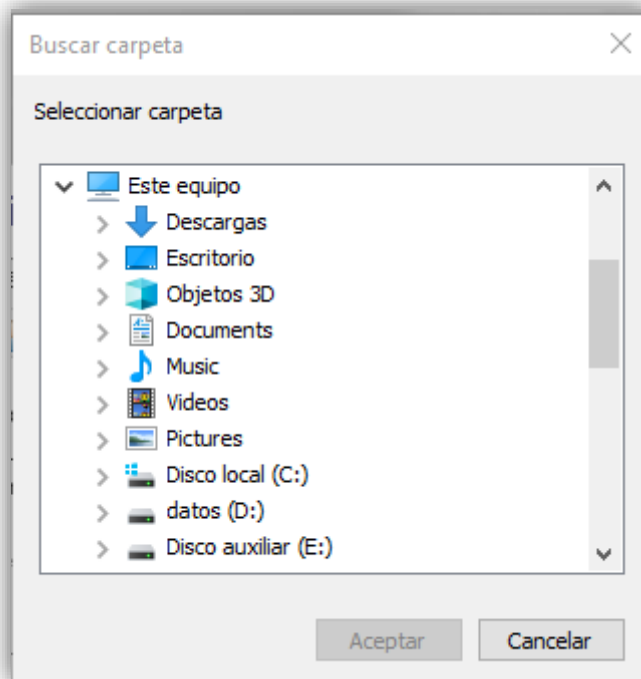 Buscar carpeta
Seleccionar carpeta
Este equipo
Descargas
Escritorio
Objetos 3D
Documents
Music
Videos
Pictures
Disco local (C:)
datos (D:)
Disco auxiliar (E:)
Aceptar
Cancelar